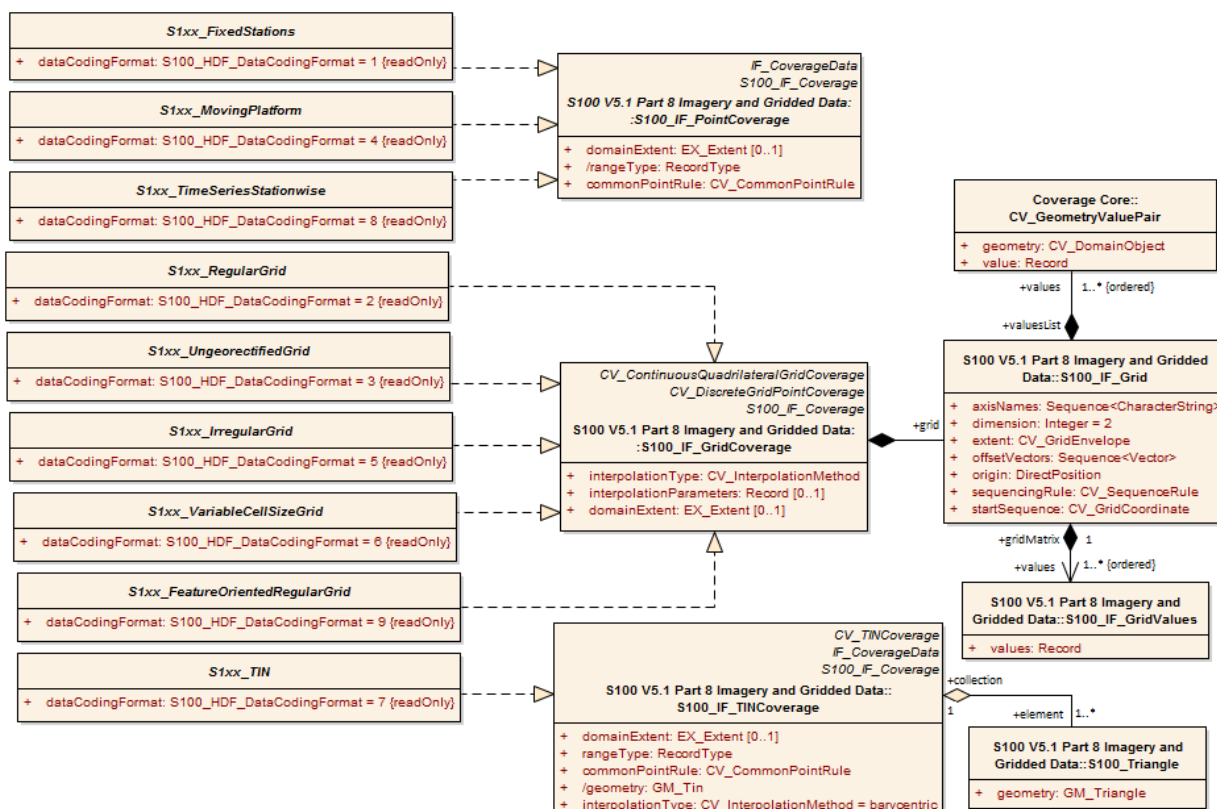 S1xx_FixedStations
+ dataCodingFormat: S100_HDF_DataCodingFormat = 1 {readOnly}
S1xx_MovingPlatform
+ dataCodingFormat: S100_HDF_DataCodingFormat = 4 {readOnly}
S1xx_TimeSeriesStationwise
+ dataCodingFormat: S100_HDF_DataCodingFormat = 8 {readOnly}
S1xx_RegularGrid
+ dataCodingFormat: S100_HDF_DataCodingFormat = 2 {readOnly}
S1xx_UngeorectifiedGrid
+ dataCodingFormat: S100_HDF_DataCodingFormat = 3 {readOnly}
S1xx_IrregularGrid
+ dataCodingFormat: S100_HDF_DataCodingFormat = 5 {readOnly}
S1xx_VariableCellSizeGrid
+ dataCodingFormat: S100_HDF_DataCodingFormat = 6 {readOnly}
S1xx_FeatureOrientedRegularGrid
+ dataCodingFormat: S100_HDF_DataCodingFormat = 9 {readOnly}
S1xx_TIN
+ dataCodingFormat: S100_HDF_DataCodingFormat = 7 {readOnly}
IF_CoverageData
S100_IF_Coverage
S100 V5.1 Part 8 Imagery and Gridded Data:
:S100_IF_PointCoverage
+ domainExtent: EX_Extent [0..1]
+ /rangeType: RecordType
+ commonPointRule: CV_CommonPointRule
CV_ContinuousQuadrilateralGridCoverage
CV_DiscreteGridPointCoverage
S100_IF_Coverage
S100 V5.1 Part 8 Imagery and Gridded Data:
:S100_IF_GridCoverage
+ interpolationType: CV_InterpolationMethod
+ interpolationParameters: Record [0..1]
+ domainExtent: EX_Extent [0..1]
CV_TINCoverage
IF_CoverageData
S100_IF_Coverage
S100 V5.1 Part 8 Imagery and Gridded Data::
S100_IF_TINCoverage
+ domainExtent: EX_Extent [0..1]
+ rangeType: RecordType
+ commonPointRule: CV_CommonPointRule
+ /geometry: GM_Tin
+ interpolationType: CV_InterpolationMethod = barycentric
Coverage Core::
CV_GeometryValuePair
+ geometry: CV_DomainObject
+ value: Record
+values 1..* {ordered}
+valuesList
+grid
S100 V5.1 Part 8 Imagery and Gridded
Data::S100_IF_Grid
+ axisNames: Sequence<CharacterString>
+ dimension: Integer = 2
+ extent: CV_GridEnvelope
+ offsetVectors: Sequence<Vector>
+ origin: DirectPosition
+ sequencingRule: CV_SequenceRule
+ startSequence: CV_GridCoordinate
+gridMatrix 1
+values 1..* {ordered}
S100 V5.1 Part 8 Imagery and
Gridded Data::S100_IF_GridValues
+ values: Record
+collection
1
+element 1..*
S100 V5.1 Part 8 Imagery and
Gridded Data::S100_Triangle
+ geometry: GM_Triangle